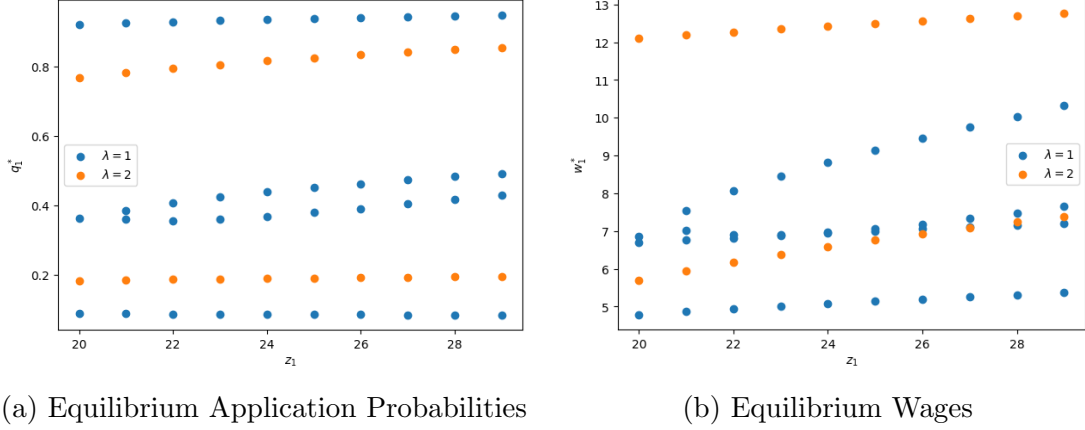 0.8
0.6
0.4
0.2
q₁*
λ = 1
λ = 2
20 22 24 26 28
z₁
(a) Equilibrium Application Probabilities
13
12
11
10
9
8
7
6
5
w₁*
λ = 1
λ = 2
20 22 24 26 28
z₁
(b) Equilibrium Wages